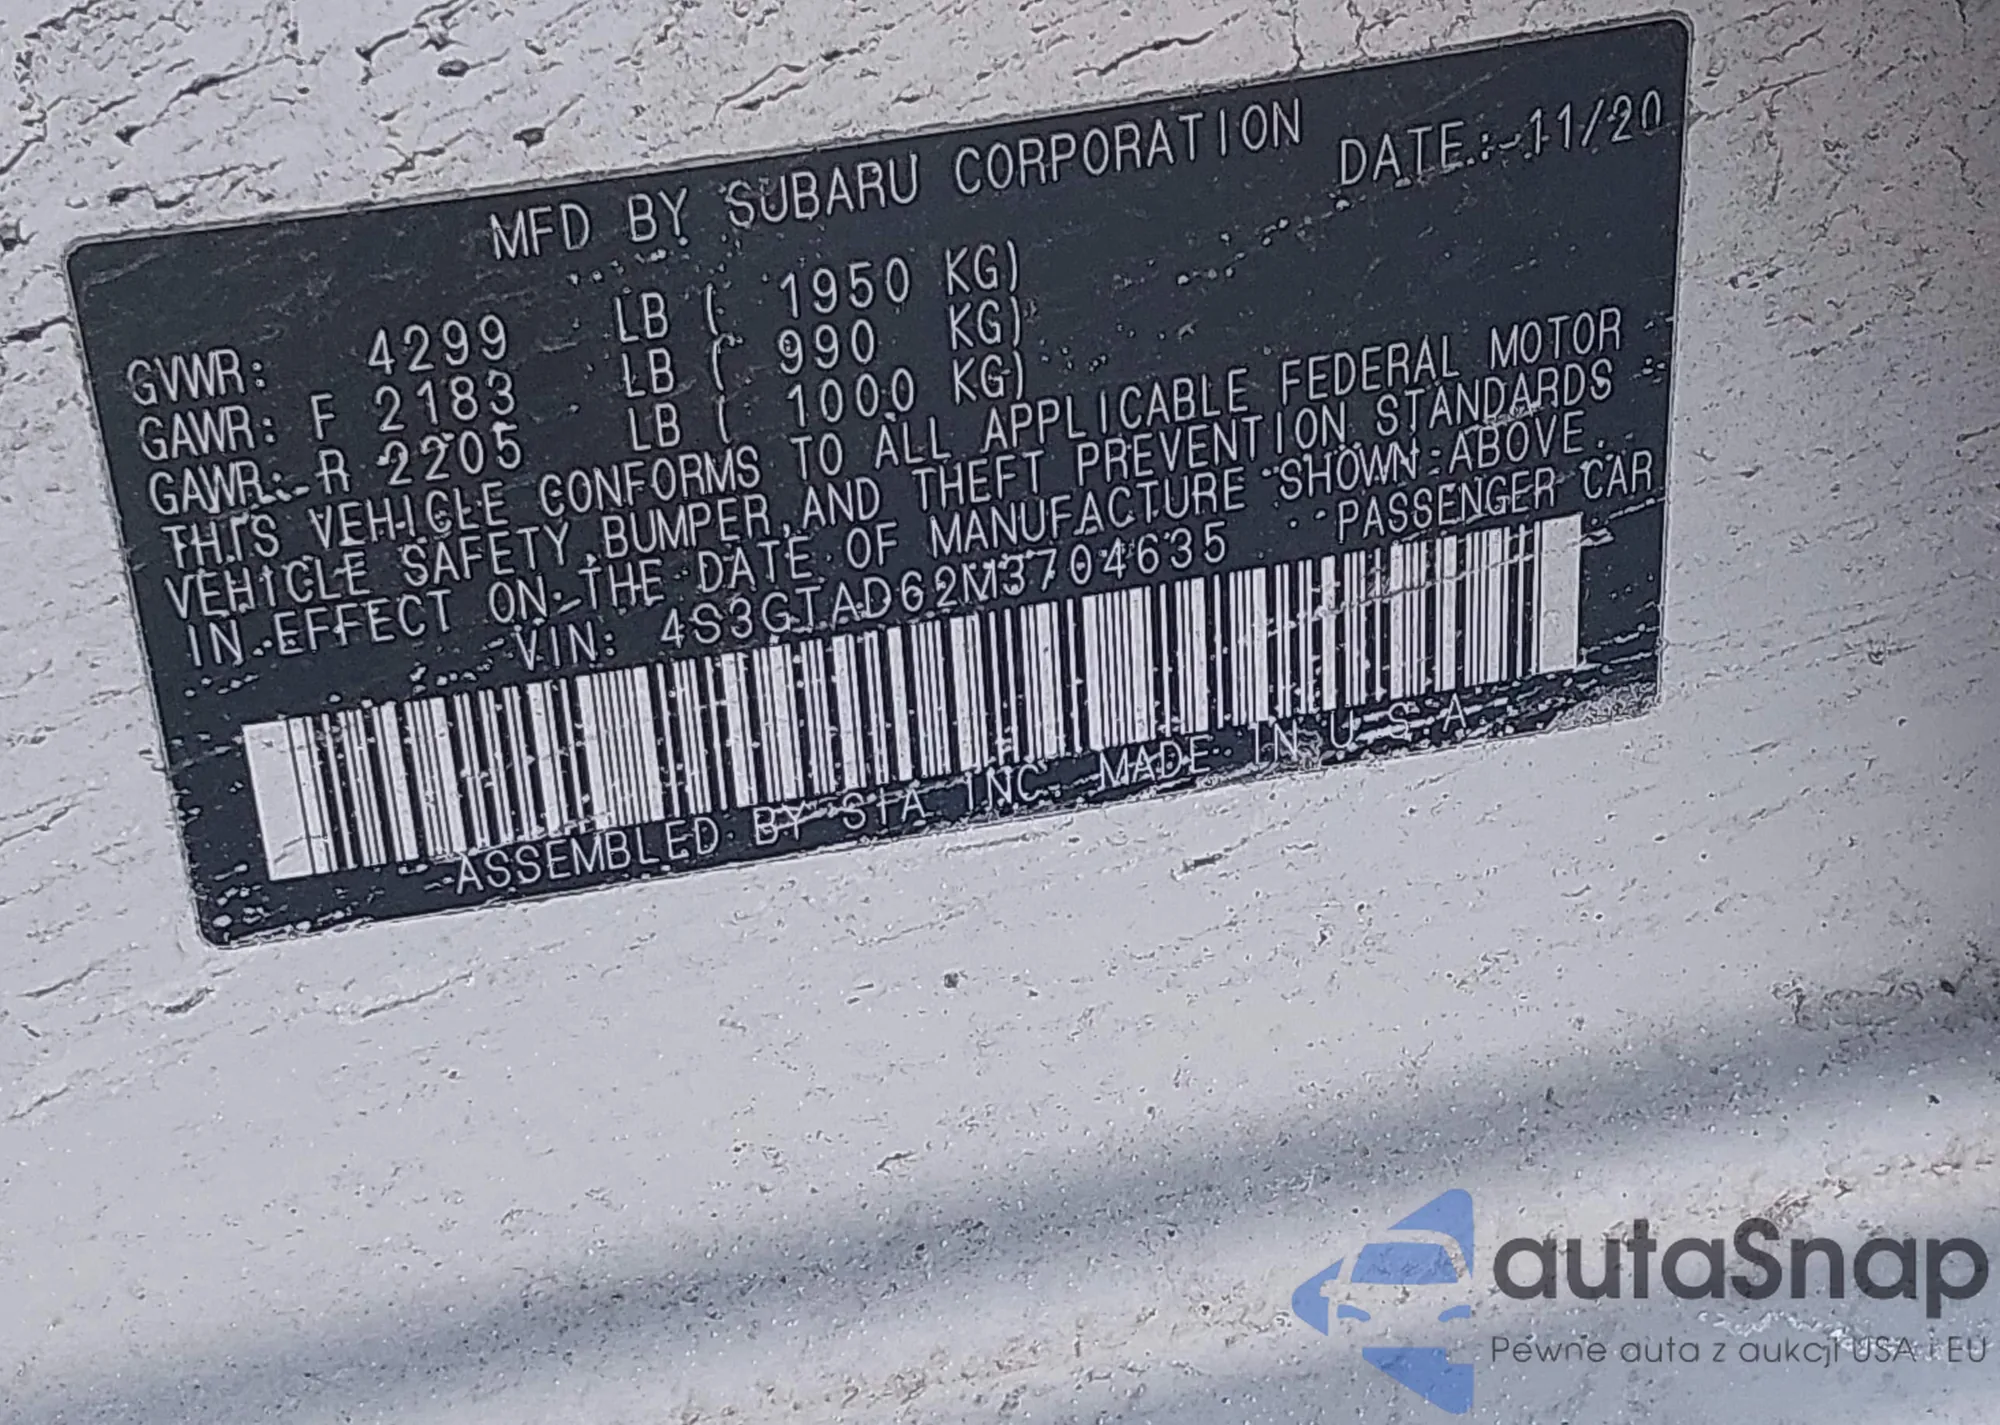 MFD BY SUBARU CORPORATION DATE: 11/20
GVWR: 4299 LB ( 1950 KG)
GAWR: F 2183 LB ( 990 KG)
GAWR: R 2205 LB ( 1000 KG)
THIS VEHICLE CONFORMS TO ALL APPLICABLE FEDERAL MOTOR
VEHICLE SAFETY, BUMPER, AND THEFT PREVENTION STANDARDS
IN EFFECT ON THE DATE OF MANUFACTURE SHOWN ABOVE.
VIN: 4S3GTAD62M3704635 PASSENGER CAR
ASSEMBLED BY SIA INC. MADE IN U.S.A.
autaSnap
Pewne auta z aukcji USA i EU